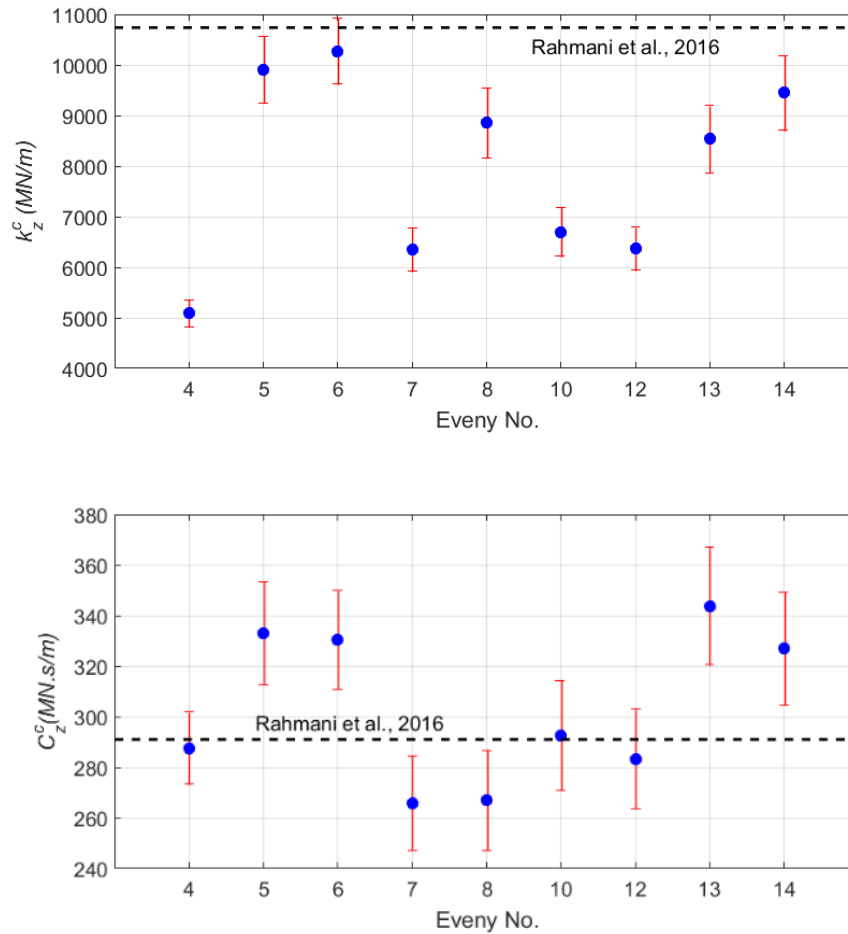 11000
10000
9000
8000
7000
6000
5000
4000
k_z^c (MN/m)
Rahmani et al., 2016
4 5 6 7 8 10 12 13 14
Eveny No.
380
360
340
320
300
280
260
240
C_z^c(MN.s/m)
Rahmani et al., 2016
4 5 6 7 8 10 12 13 14
Eveny No.